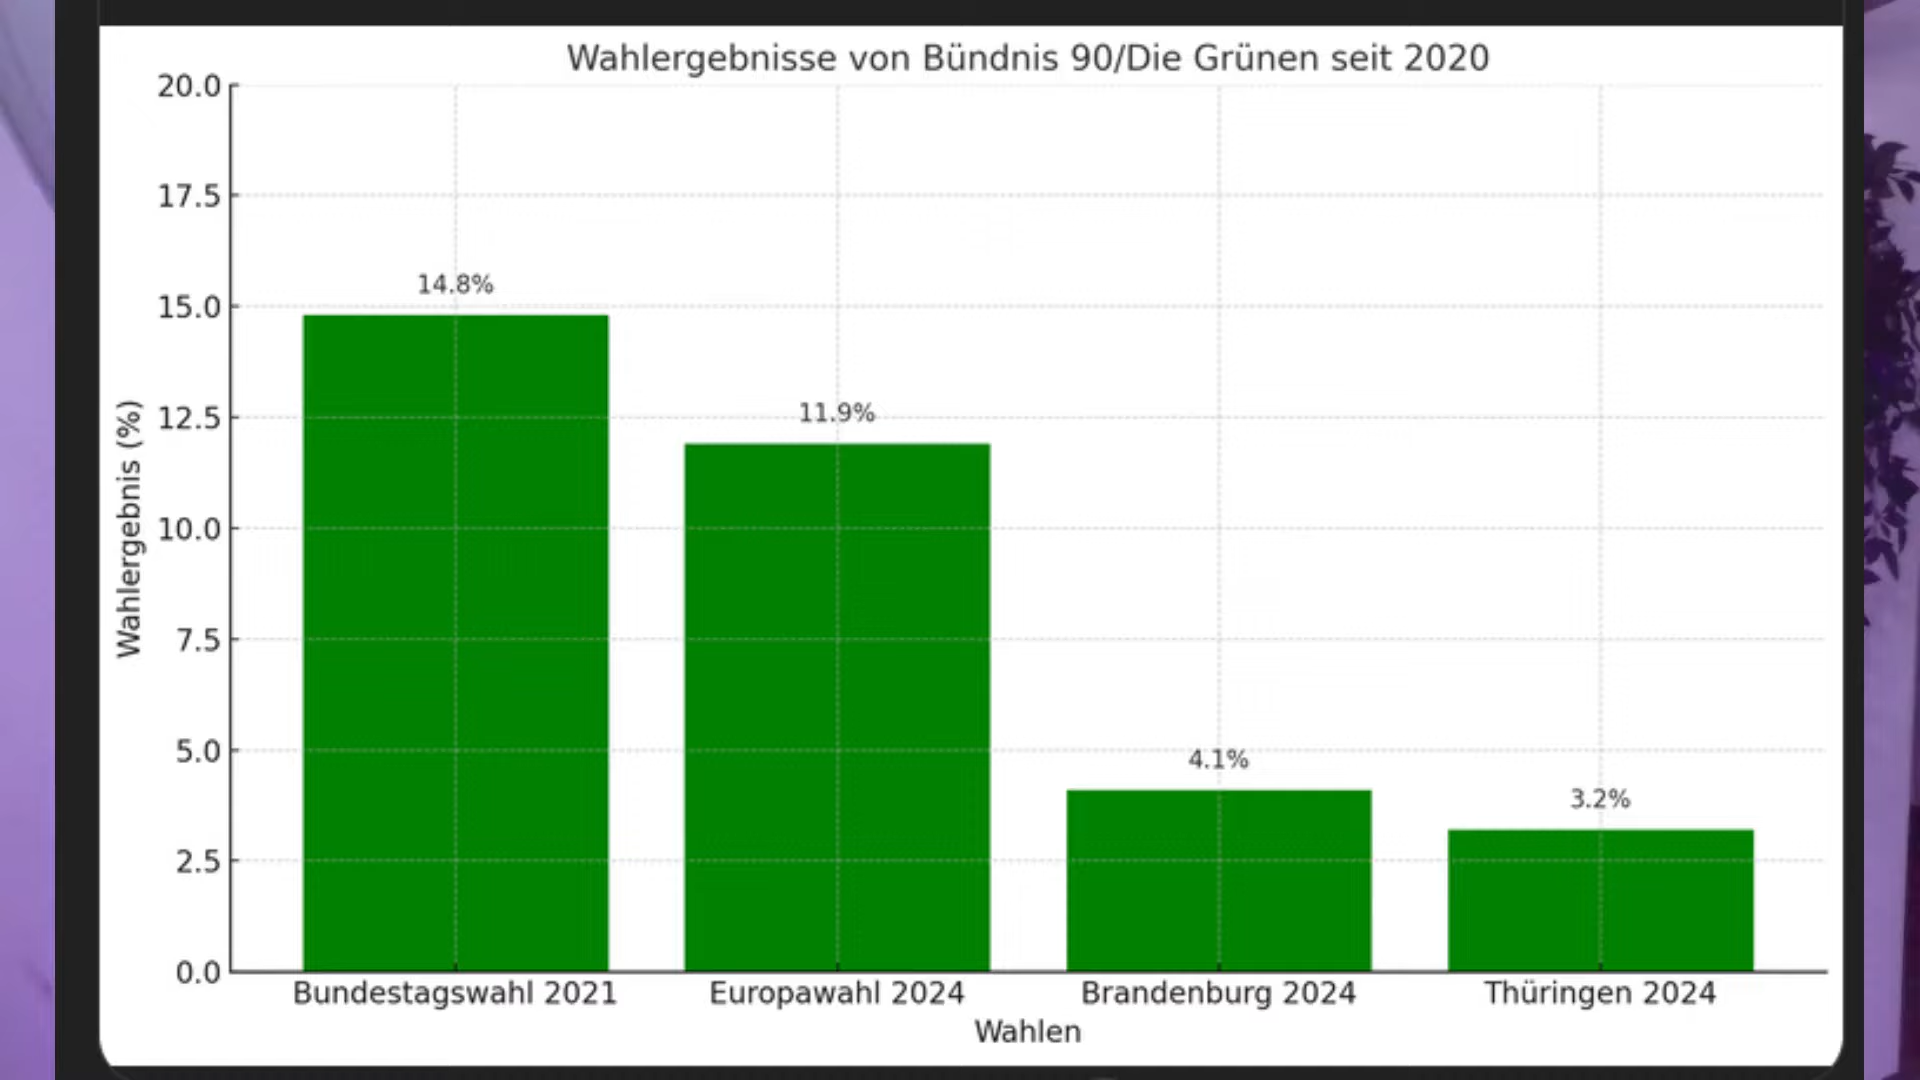 Wahlergebnisse von Bündnis 90/Die Grünen seit 2020
20.0
17.5
15.0
12.5
10.0
7.5
5.0
2.5
0.0
Wahlergebnis (%)
14.8%
11.9%
4.1%
3.2%
Bundestagswahl 2021
Europawahl 2024
Brandenburg 2024
Thüringen 2024
Wahlen